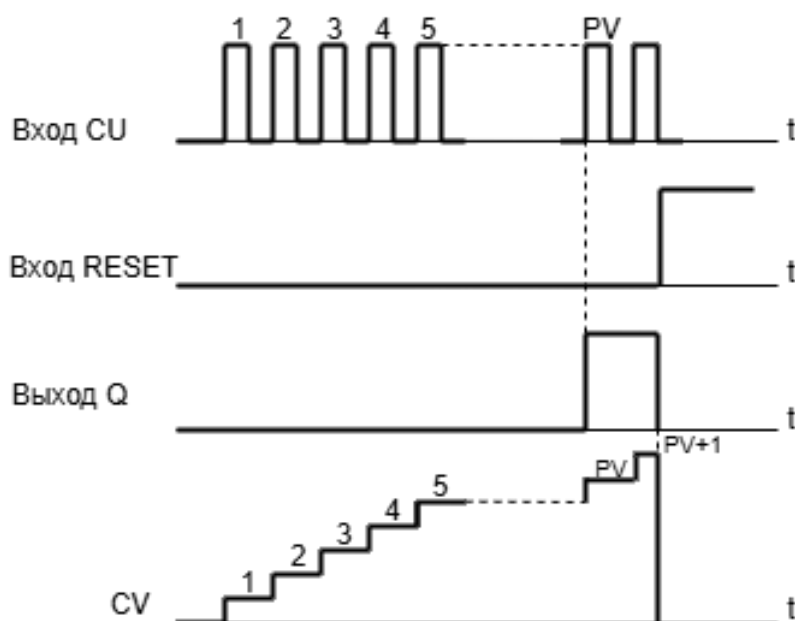 1 2 3 4 5 PV
Вход CU t
Вход RESET t
Выход Q t
PV+1
PV
5
4
3
2
1
CV t